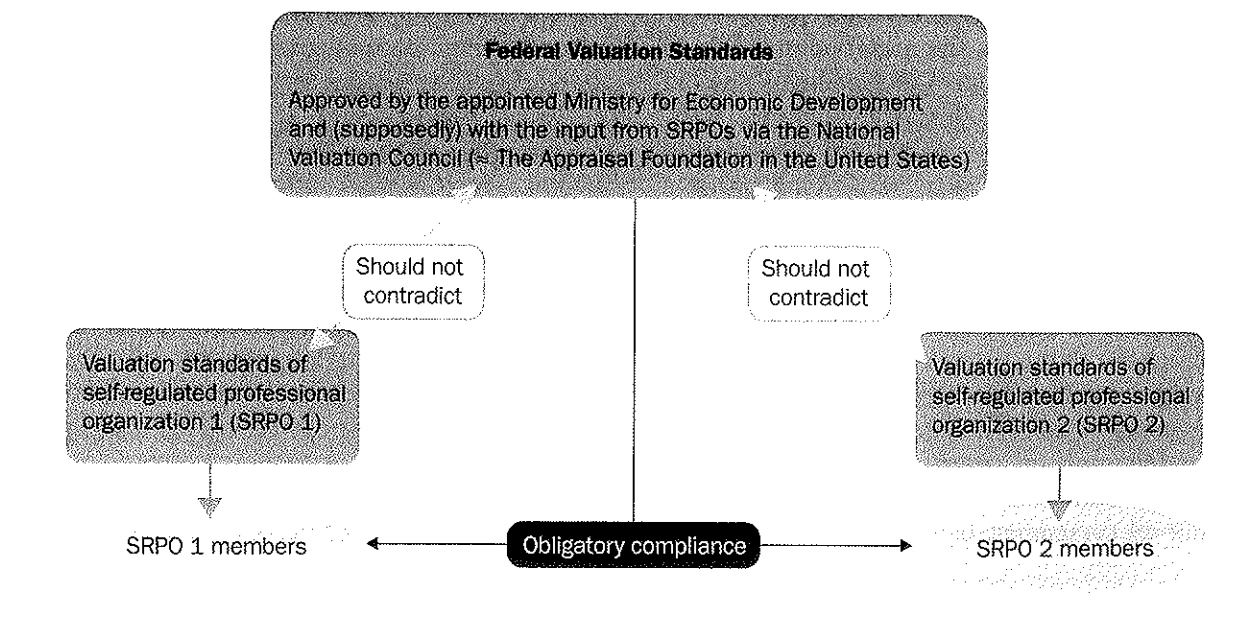 Federal Valuation Standards
Approved by the appointed Ministry for Economic Development
and (supposedly) with the input from SRPOs via the National
Valuation Council (≈ The Appraisal Foundation in the United States)
Should not
contradict
Should not
contradict
Valuation standards of
self-regulated professional
organization 1 (SRPO 1)
Valuation standards of
self-regulated professional
organization 2 (SRPO 2)
SRPO 1 members
Obligatory compliance
SRPO 2 members